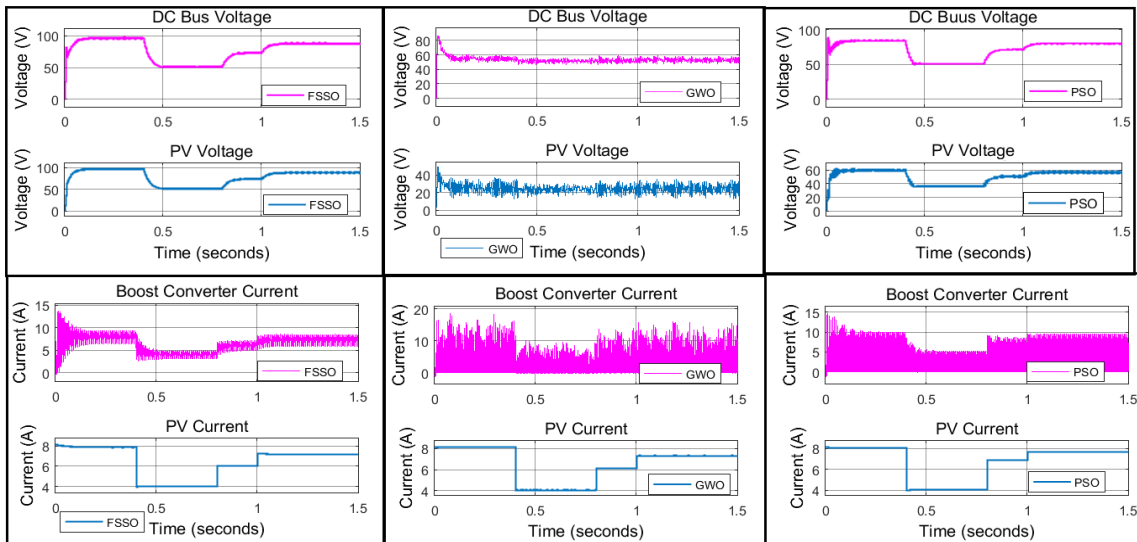 DC Bus Voltage
Voltage (V)
100
50
0
FSSO
0
0.5
1
1.5
PV Voltage
Voltage (V)
100
50
0
FSSO
0
0.5
1
1.5
Time (seconds)
DC Bus Voltage
Voltage (V)
80
60
40
20
0
GWO
0
0.5
1
1.5
PV Voltage
Voltage (V)
40
20
0
0
0.5
1
1.5
GWO
Time (seconds)
DC Buus Voltage
Voltage (V)
100
50
0
PSO
0
0.5
1
1.5
PV Voltage
Voltage (V)
60
40
20
0
PSO
0
0.5
1
1.5
Time (seconds)
Boost Converter Current
Current (A)
15
10
5
0
FSSO
0
0.5
1
1.5
PV Current
Current (A)
8
6
4
0
0.5
1
1.5
FSSO
Time (seconds)
Boost Converter Current
Current (A)
20
10
0
GWO
0
0.5
1
1.5
PV Current
Current (A)
8
6
4
GWO
0
0.5
1
1.5
Time (seconds)
Boost Converter Current
Current (A)
15
10
5
0
PSO
0
0.5
1
1.5
PV Current
Current (A)
8
6
4
PSO
0
0.5
1
1.5
Time (seconds)